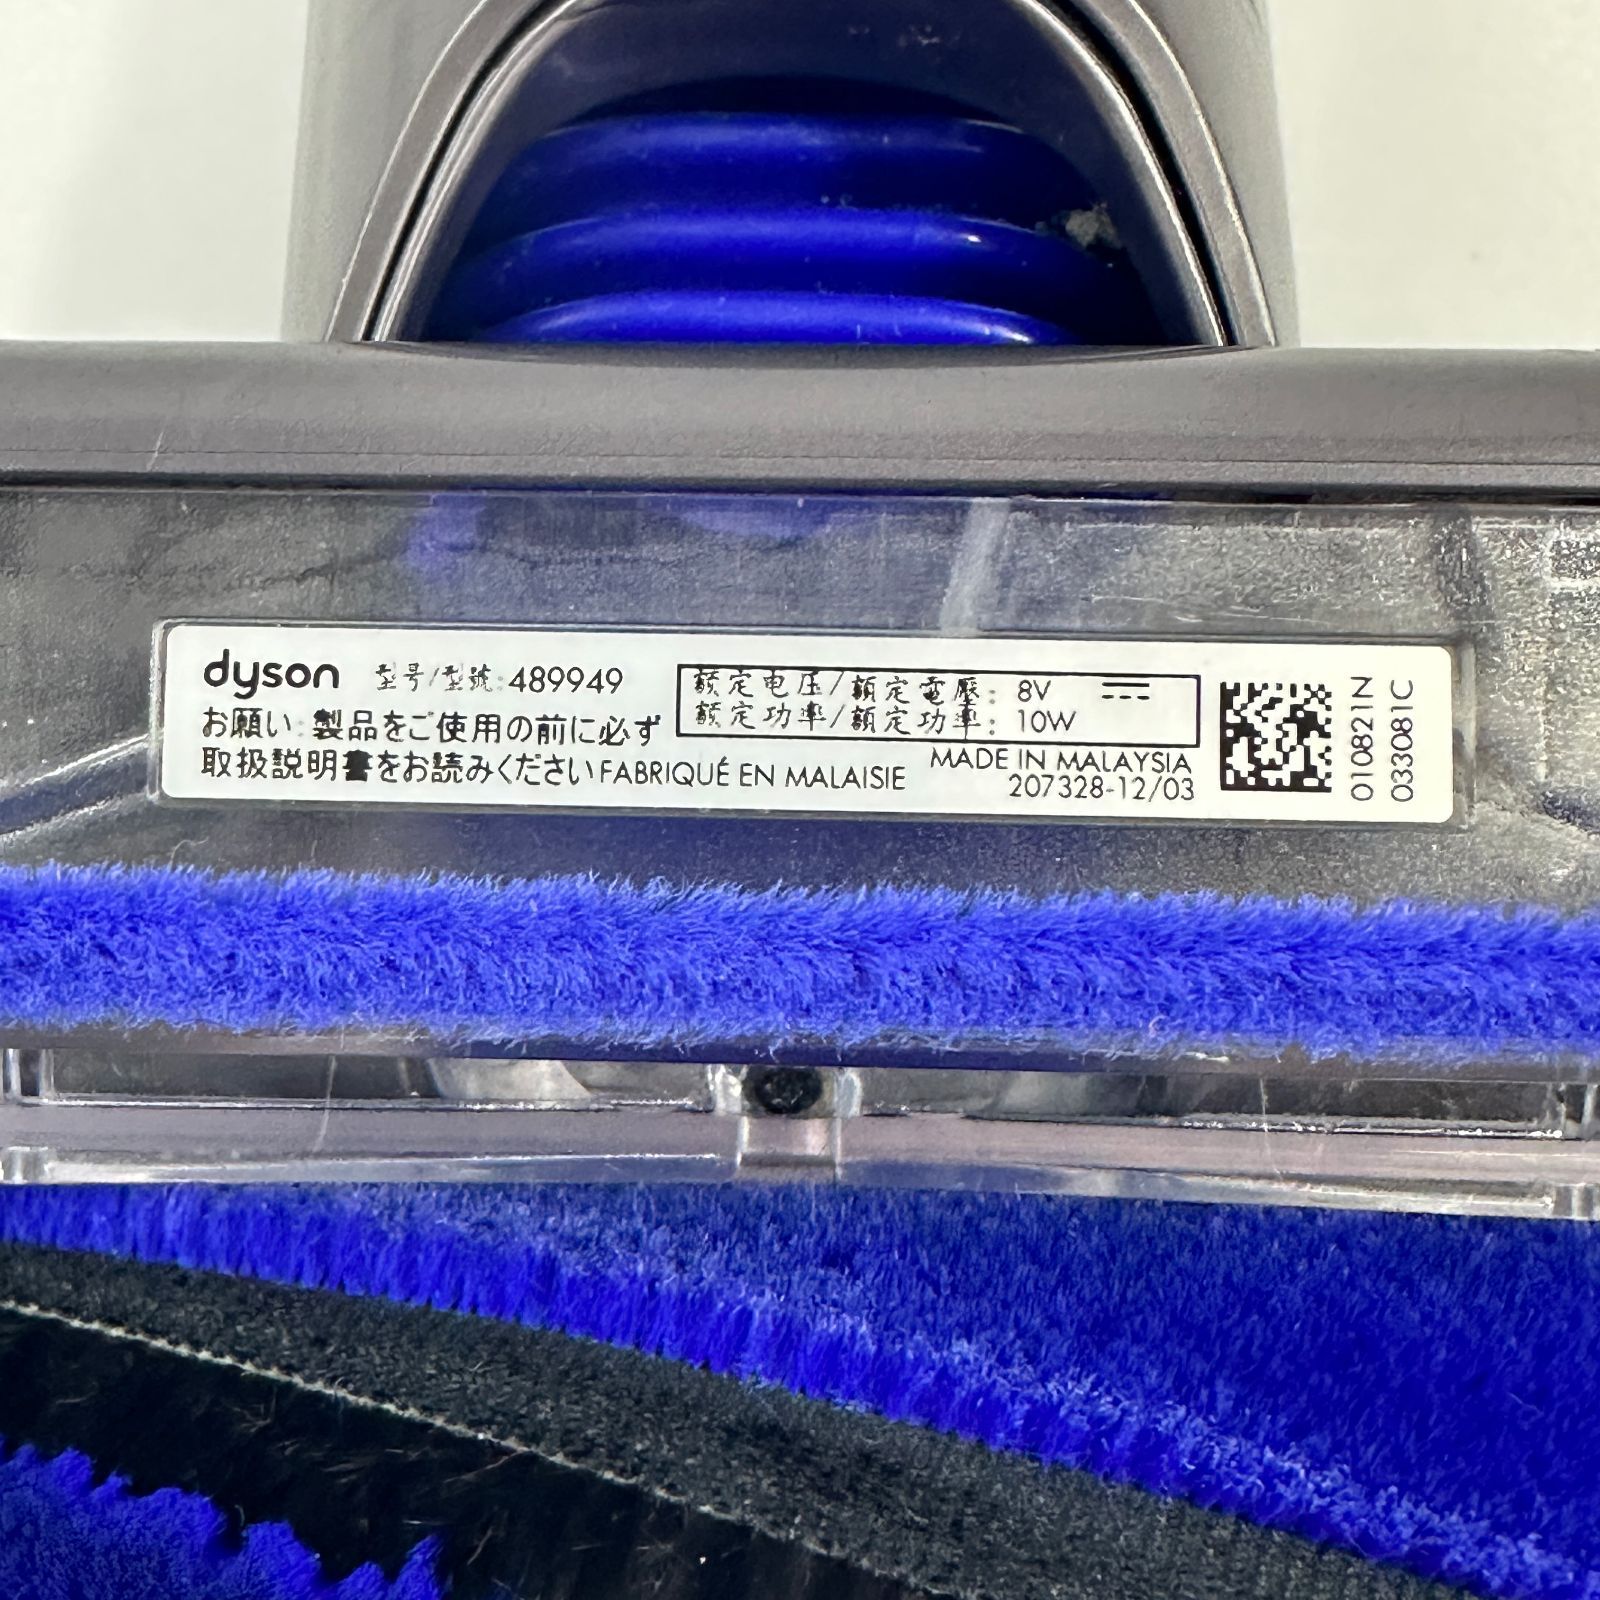 dyson 型号/型號: 489949
お願い: 製品をご使用の前に必ず
取扱説明書をお読みください FABRIQUÉ EN MALAISIE
额定电压/額定電壓: 8V
额定功率/額定功率: 10W
MADE IN MALAYSIA
207328-12/03
010821N
033081C